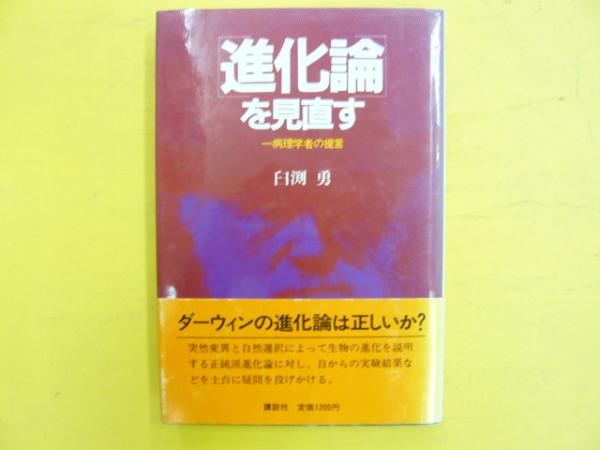 「進化論」
を見直す
一病理学者の提言
臼渕 勇
ダーウィンの進化論は正しいか?
突然変異と自然選択によって生物の進化を説明
する正統派進化論に対し、自からの実験結果な
どを土台に疑問を投げかける。
講談社 定価1200円